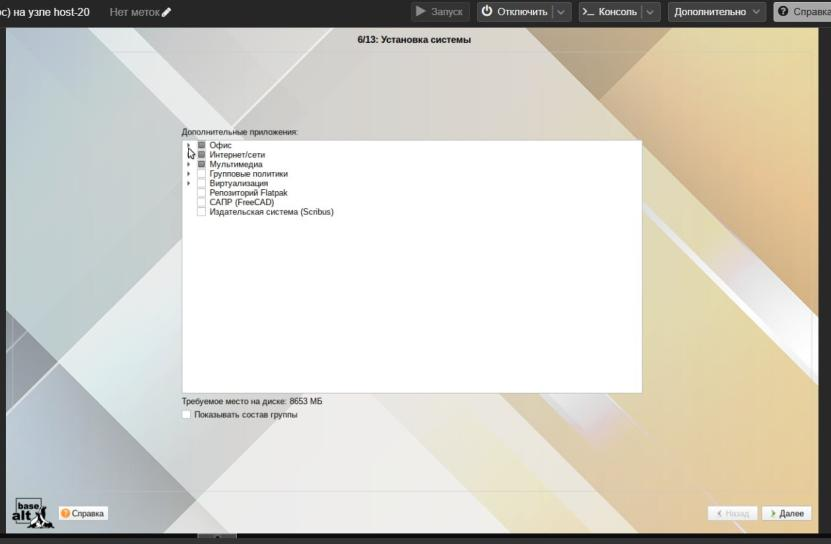 ос) на узле host-20 Нет меток Запуск Отключить Консоль Дополнительно Справка
6/13: Установка системы
Дополнительные приложения:
Офис
Интернет/сети
Мультимедиа
Групповые политики
Виртуализация
Репозиторий Flatpak
САПР (FreeCAD)
Издательская система (Scribus)
Требуемое место на диске: 8653 МБ
Показывать состав группы
base
alt
Справка Назад Далее